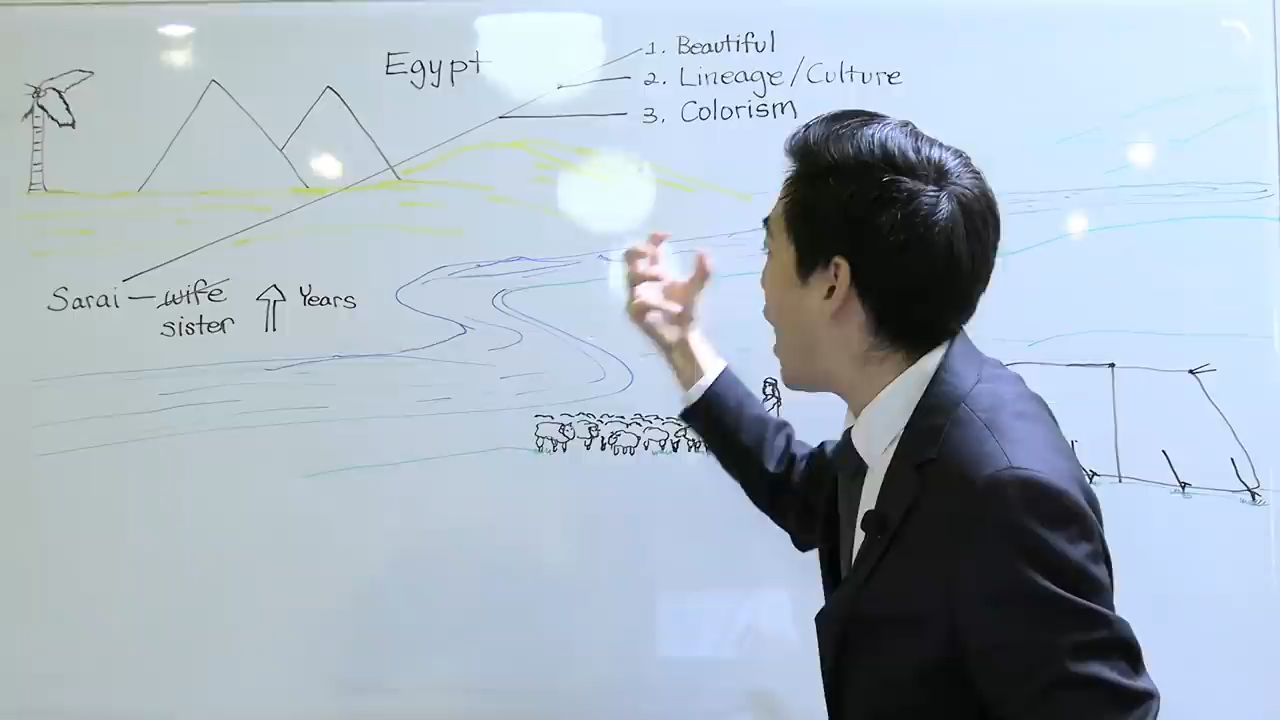 Egypt
1. Beautiful
2. Lineage/Culture
3. Colorism
Sarai — wife
sister
Years